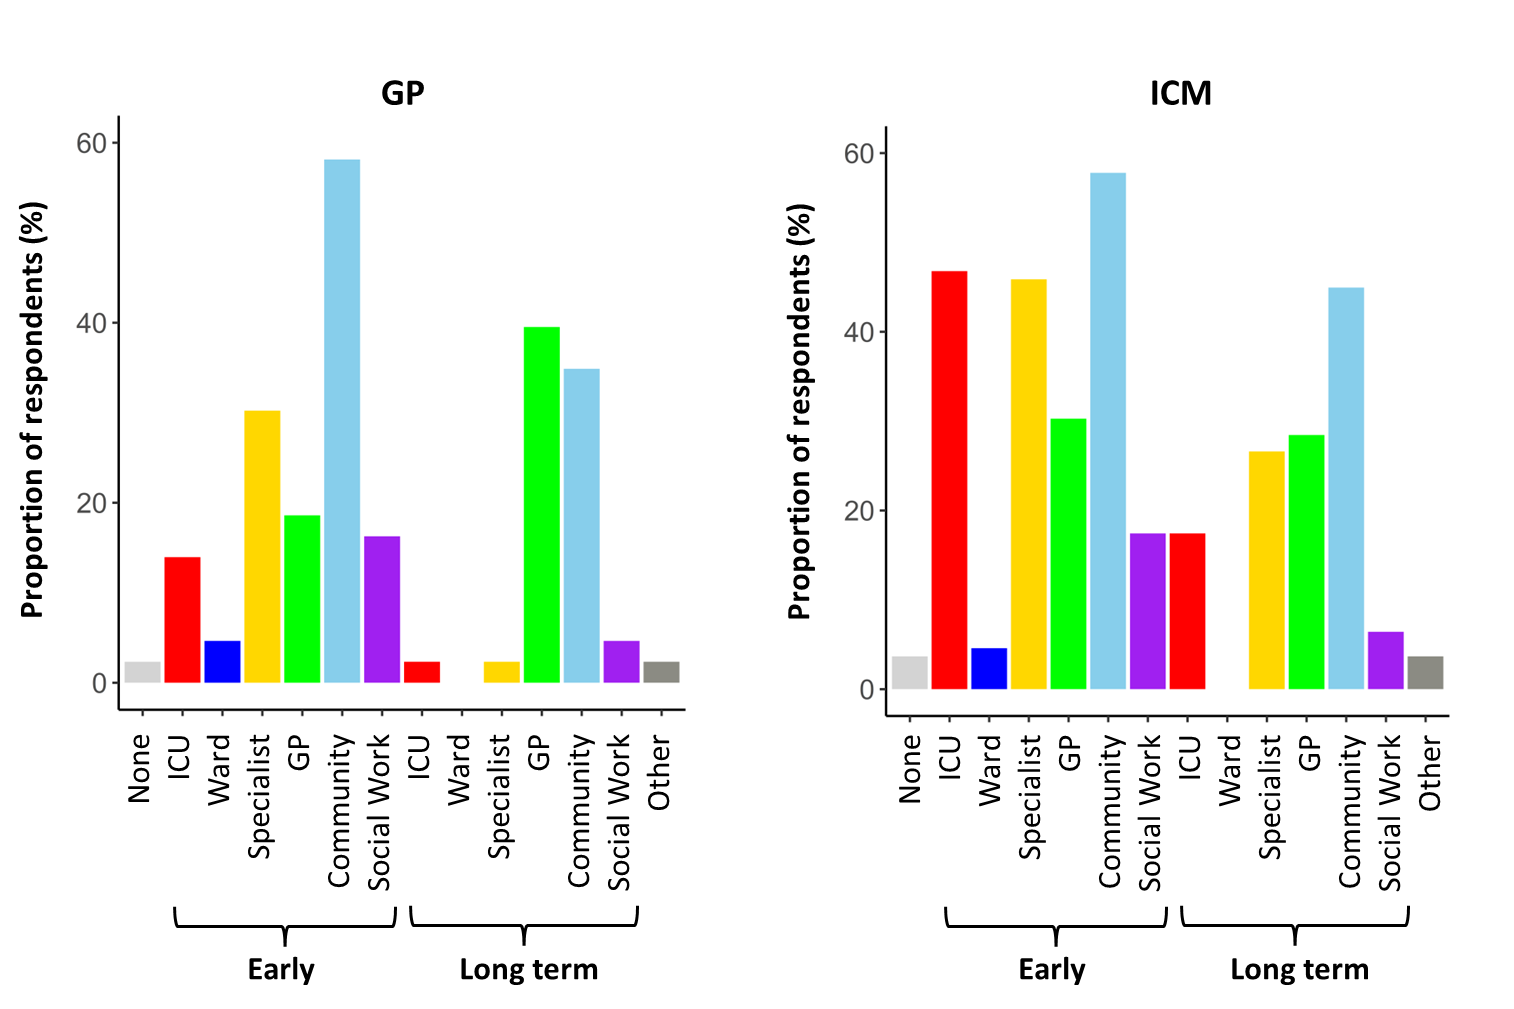 GP
Proportion of respondents (%)
60
40
20
0
None
ICU
Ward
Specialist
GP
Community
Social Work
ICU
Ward
Specialist
GP
Community
Social Work
Other
Early
Long term
ICM
Proportion of respondents (%)
60
40
20
0
None
ICU
Ward
Specialist
GP
Community
Social Work
ICU
Ward
Specialist
GP
Community
Social Work
Other
Early
Long term